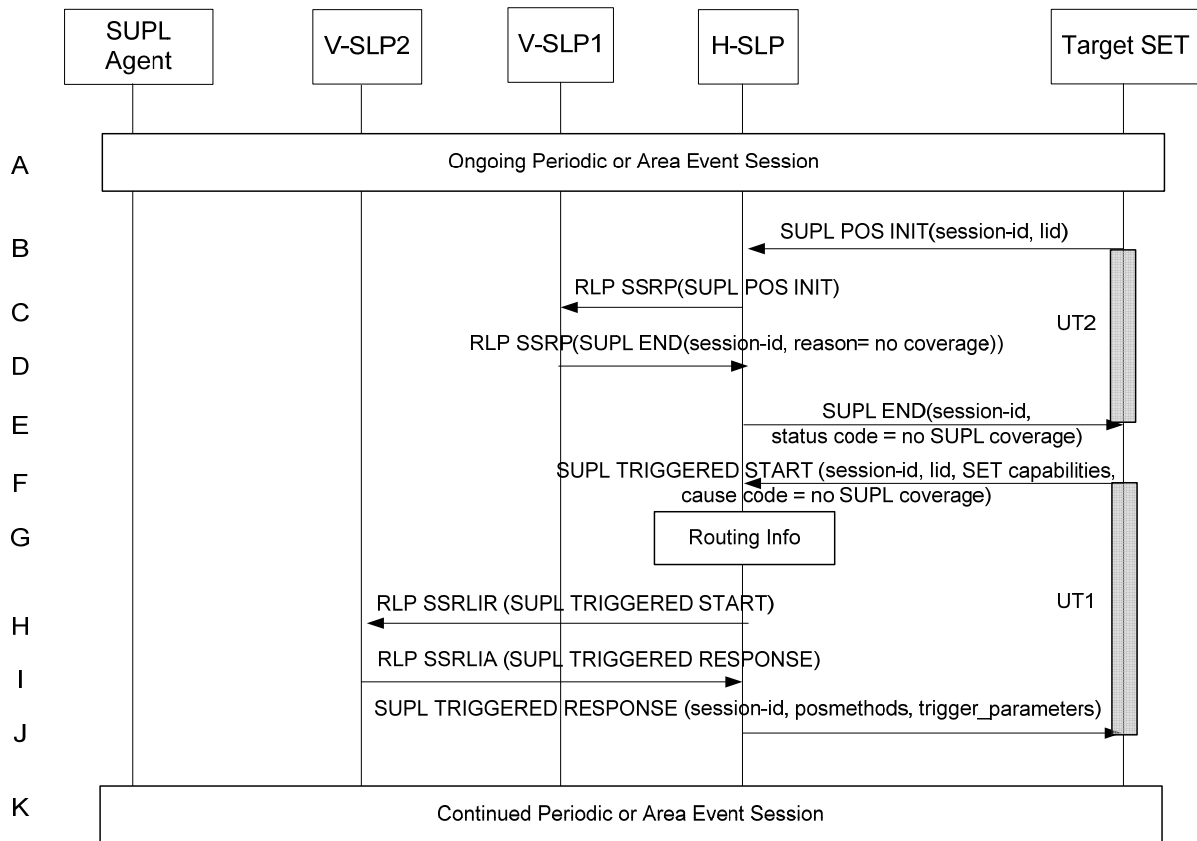 SUPL
Agent
V-SLP2
V-SLP1
H-SLP
Target SET
A
Ongoing Periodic or Area Event Session
B
SUPL POS INIT(session-id, lid)
C
RLP SSRP(SUPL POS INIT)
UT2
D
RLP SSRP(SUPL END(session-id, reason= no coverage))
E
SUPL END(session-id,
status code = no SUPL coverage)
F
SUPL TRIGGERED START (session-id, lid, SET capabilities,
cause code = no SUPL coverage)
G
Routing Info
H
RLP SSRLIR (SUPL TRIGGERED START)
UT1
I
RLP SSRLIA (SUPL TRIGGERED RESPONSE)
J
SUPL TRIGGERED RESPONSE (session-id, posmethods, trigger_parameters)
K
Continued Periodic or Area Event Session